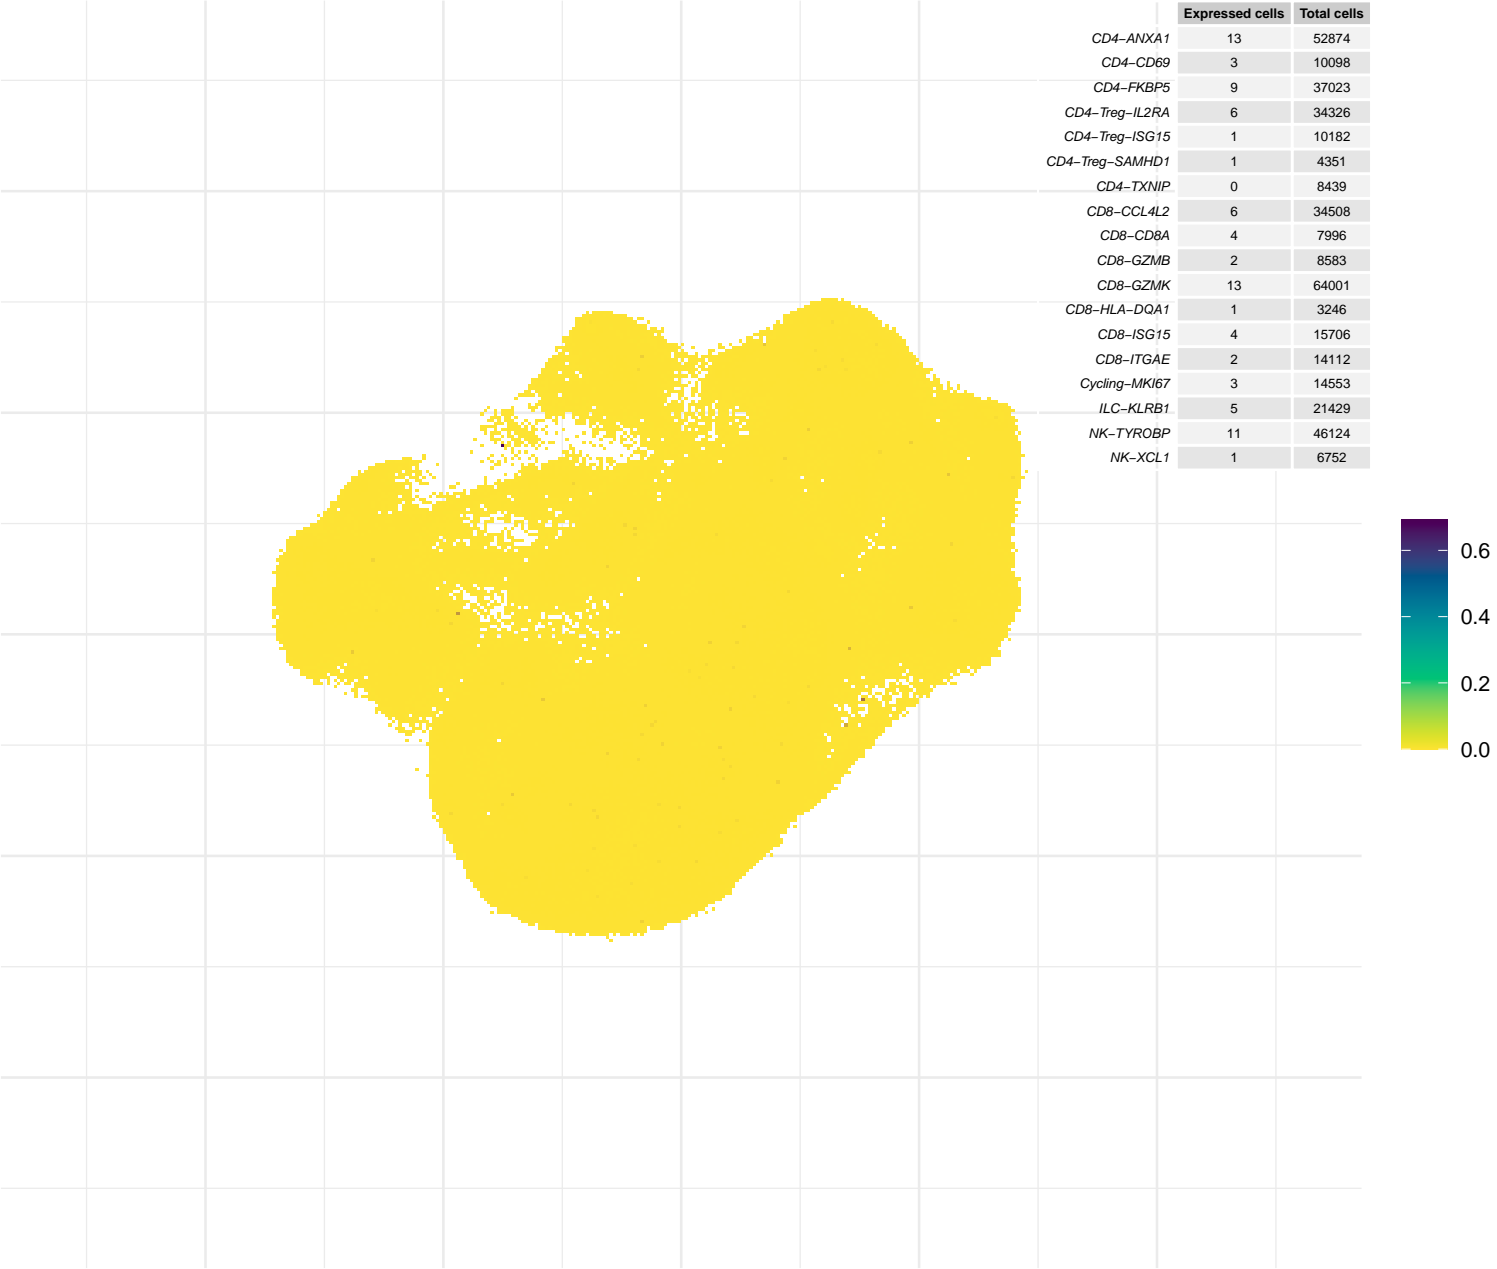 Expressed cells Total cells
CD4−ANXA1 13 52874
CD4−CD69 3 10098
CD4−FKBP5 9 37023
CD4−Treg−IL2RA 6 34326
CD4−Treg−ISG15 1 10182
CD4−Treg−SAMHD1 1 4351
CD4−TXNIP 0 8439
CD8−CCL4L2 6 34508
CD8−CD8A 4 7996
CD8−GZMB 2 8583
CD8−GZMK 13 64001
CD8−HLA−DQA1 1 3246
CD8−ISG15 4 15706
CD8−ITGAE 2 14112
Cycling−MKI67 3 14553
ILC−KLRB1 5 21429
NK−TYROBP 11 46124
NK−XCL1 1 6752
0.6
0.4
0.2
0.0